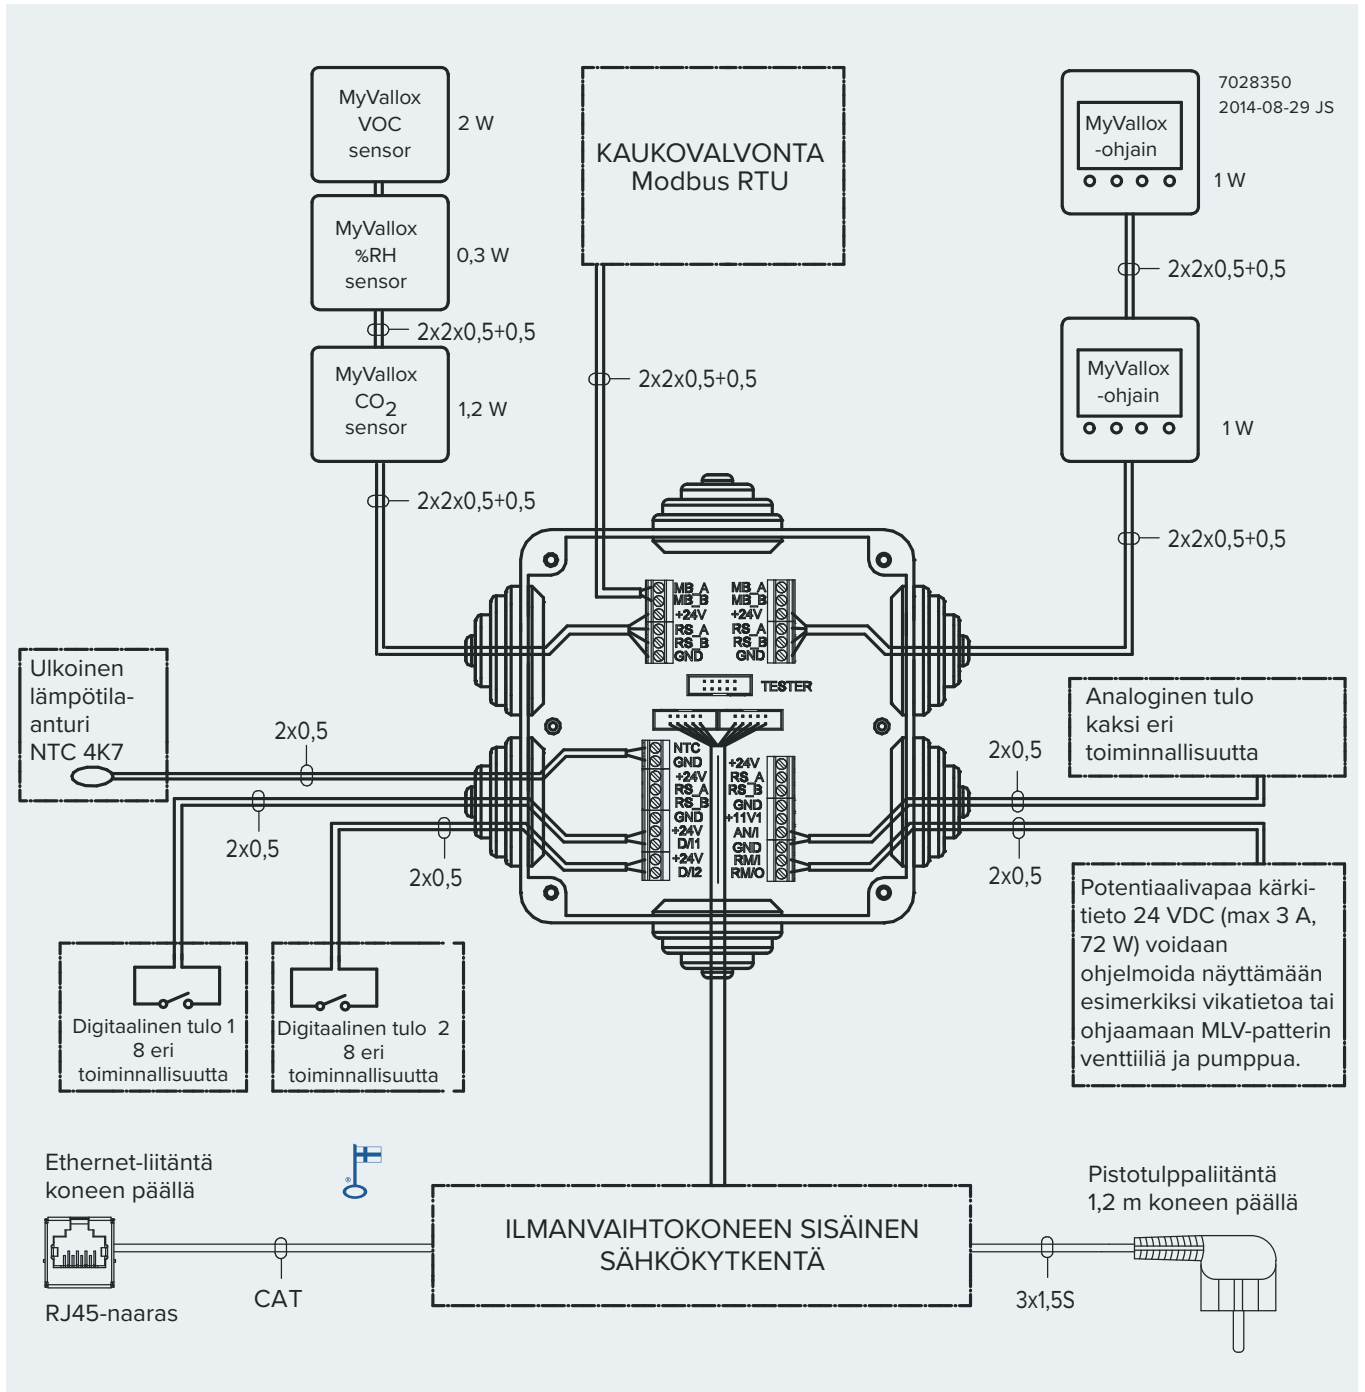 MyVallox
VOC
sensor
2 W
MyVallox
%RH
sensor
0,3 W
2x2x0,5+0,5
MyVallox
CO2
sensor
1,2 W
2x2x0,5+0,5
KAUKOVALVONTA
Modbus RTU
2x2x0,5+0,5
7028350
2014-08-29 JS
MyVallox
-ohjain
1 W
2x2x0,5+0,5
MyVallox
-ohjain
1 W
2x2x0,5+0,5
MB_A
MB_B
+24V
RS_A
RS_B
GND
MB_A
MB_B
+24V
RS_A
RS_B
GND
TESTER
NTC
GND
+24V
RS_A
RS_B
GND
+24V
D/I1
+24V
D/I2
+24V
RS_A
RS_B
GND
+11V1
AN/I
GND
RM/I
RM/O
Ulkoinen
lämpötila-
anturi
NTC 4K7
2x0,5
2x0,5
2x0,5
Digitaalinen tulo 1
8 eri
toiminnallisuutta
Digitaalinen tulo 2
8 eri
toiminnallisuutta
Analoginen tulo
kaksi eri
toiminnallisuutta
2x0,5
2x0,5
Potentiaalivapaa kärki-
tieto 24 VDC (max 3 A,
72 W) voidaan
ohjelmoida näyttämään
esimerkiksi vikatietoa tai
ohjaamaan MLV-patterin
venttiiliä ja pumppua.
Ethernet-liitäntä
koneen päällä
RJ45-naaras
CAT
®
ILMANVAIHTOKONEEN SISÄINEN
SÄHKÖKYTKENTÄ
3x1,5S
Pistotulppaliitäntä
1,2 m koneen päällä